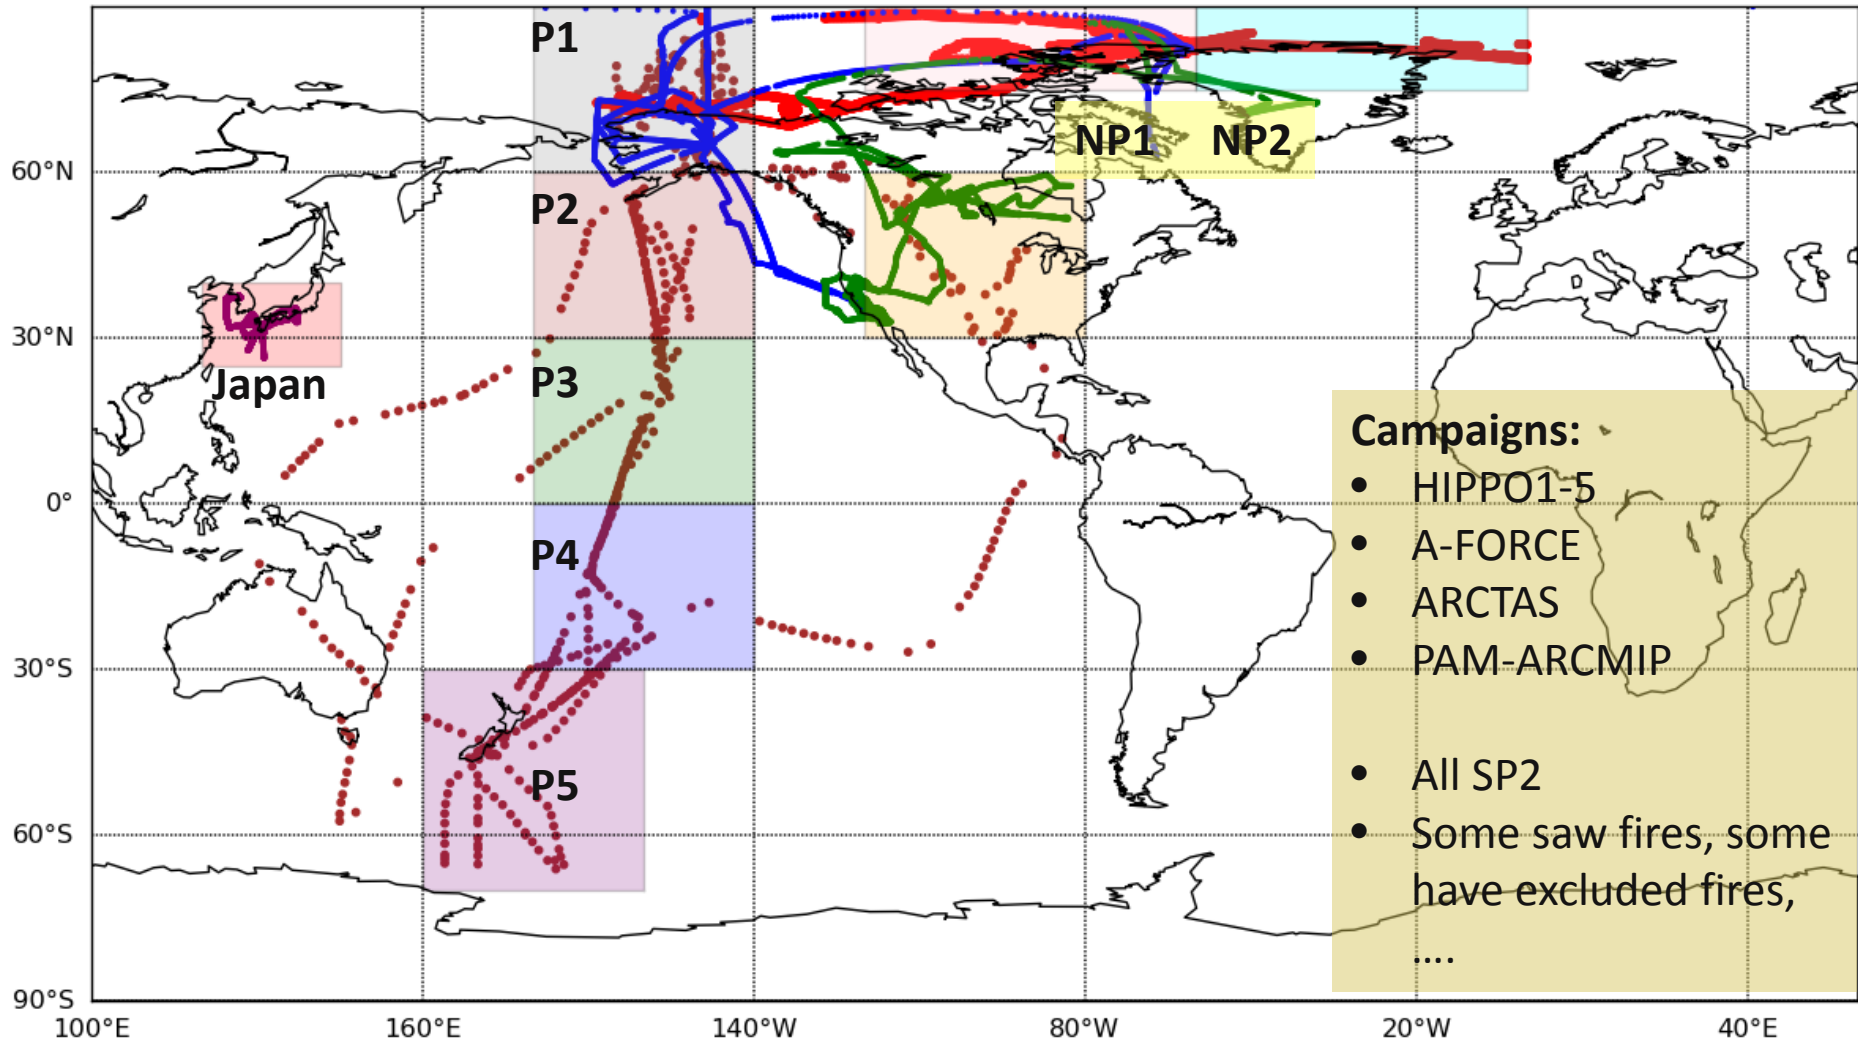 P1
NP1
NP2
60°N
P2
30°N
Japan
P3
Campaigns:
• HIPPO1-5
0°
• A-FORCE
P4
• ARCTAS
• PAM-ARCMIP
30°S
P5
• All SP2
60°S
• Some saw fires, some
have excluded fires,
....
90°S
100°E
160°E
140°W
80°W
20°W
40°E